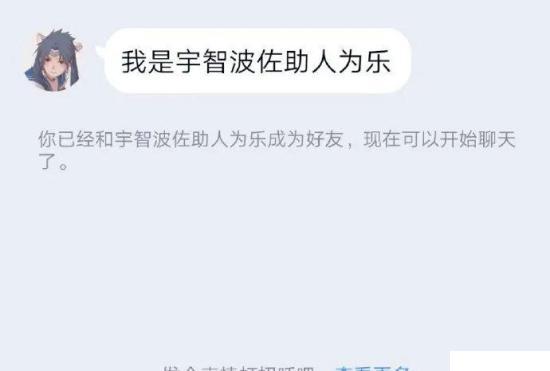 我是宇智波佐助人为乐
你已经和宇智波佐助人为乐成为好友，现在可以开始聊天
了。